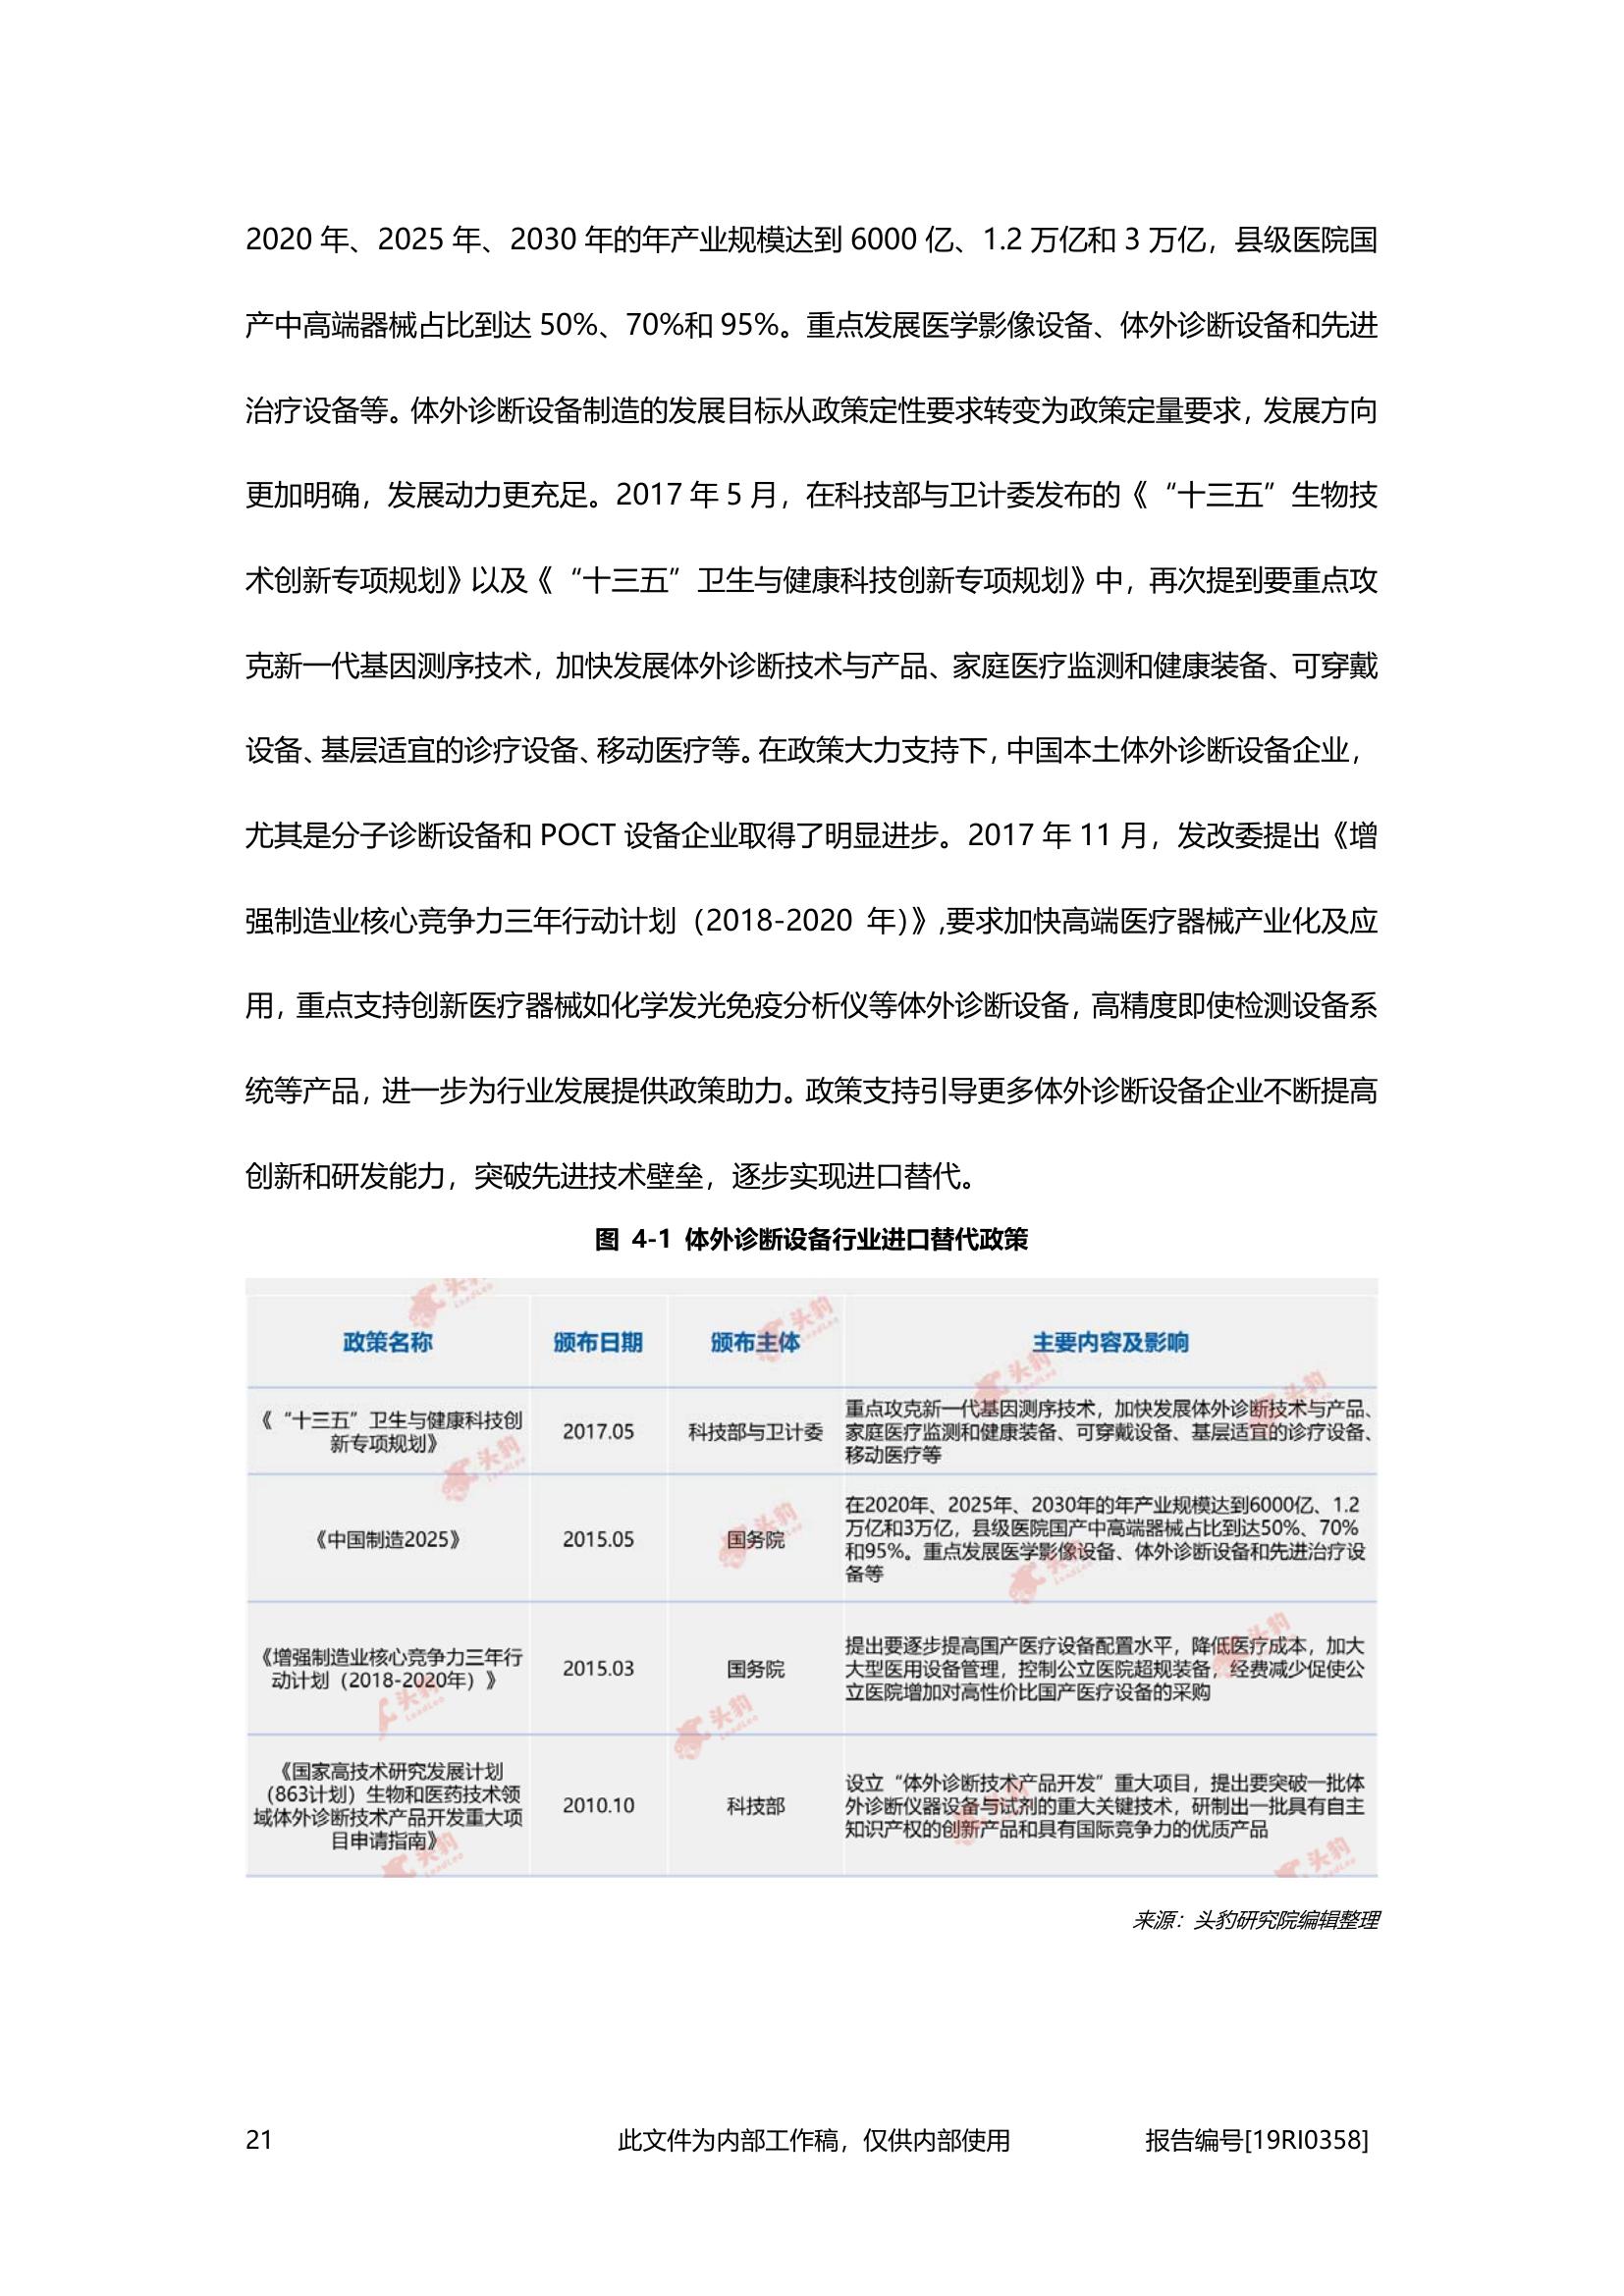 2020 年、2025 年、2030 年的年产业规模达到 6000 亿、1.2 万亿和 3 万亿，县级医院国
产中高端器械占比到达 50%、70%和 95%。重点发展医学影像设备、体外诊断设备和先进
治疗设备等。体外诊断设备制造的发展目标从政策定性要求转变为政策定量要求，发展方向
更加明确，发展动力更充足。2017 年 5 月，在科技部与卫计委发布的《“十三五”生物技
术创新专项规划》以及《“十三五”卫生与健康科技创新专项规划》中，再次提到要重点攻
克新一代基因测序技术，加快发展体外诊断技术与产品、家庭医疗监测和健康装备、可穿戴
设备、基层适宜的诊疗设备、移动医疗等。在政策大力支持下，中国本土体外诊断设备企业，
尤其是分子诊断设备和 POCT 设备企业取得了明显进步。2017 年 11 月，发改委提出《增
强制造业核心竞争力三年行动计划（2018-2020 年）》,要求加快高端医疗器械产业化及应
用，重点支持创新医疗器械如化学发光免疫分析仪等体外诊断设备，高精度即使检测设备系
统等产品，进一步为行业发展提供政策助力。政策支持引导更多体外诊断设备企业不断提高
创新和研发能力，突破先进技术壁垒，逐步实现进口替代。
图 4-1 体外诊断设备行业进口替代政策
政策名称 颁布日期 颁布主体 主要内容及影响
《“十三五”卫生与健康科技创
新专项规划》
2017.05
科技部与卫计委
重点攻克新一代基因测序技术，加快发展体外诊断技术与产品、
家庭医疗监测和健康装备、可穿戴设备、基层适宜的诊疗设备、
移动医疗等
《中国制造2025》
2015.05
国务院
在2020年、2025年、2030年的年产业规模达到6000亿、1.2
万亿和3万亿，县级医院国产中高端器械占比到达50%、70%
和95%。重点发展医学影像设备、体外诊断设备和先进治疗设
备等
《增强制造业核心竞争力三年行
动计划（2018-2020年）》
2015.03
国务院
提出要逐步提高国产医疗设备配置水平，降低医疗成本，加大
大型医用设备管理，控制公立医院超规装备，经费减少促使公
立医院增加对高性价比国产医疗设备的采购
《国家高技术研究发展计划
（863计划）生物和医药技术领
域体外诊断技术产品开发重大项
目申请指南》
2010.10
科技部
设立“体外诊断技术产品开发”重大项目，提出要突破一批体
外诊断仪器设备与试剂的重大关键技术，研制出一批具有自主
知识产权的创新产品和具有国际竞争力的优质产品
来源：头豹研究院编辑整理
21 此文件为内部工作稿，仅供内部使用 报告编号[19RI0358]